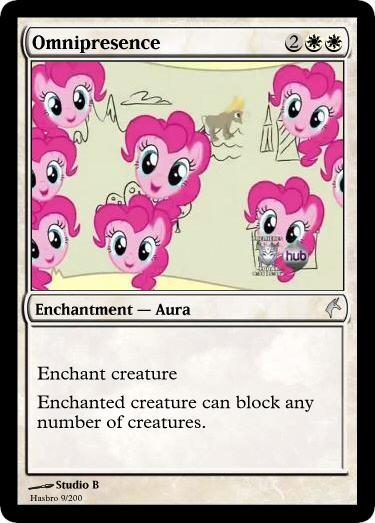 Omnipresence 2
hub
Enchantment — Aura
Enchant creature
Enchanted creature can block any
number of creatures.
Studio B
Hasbro 9/200